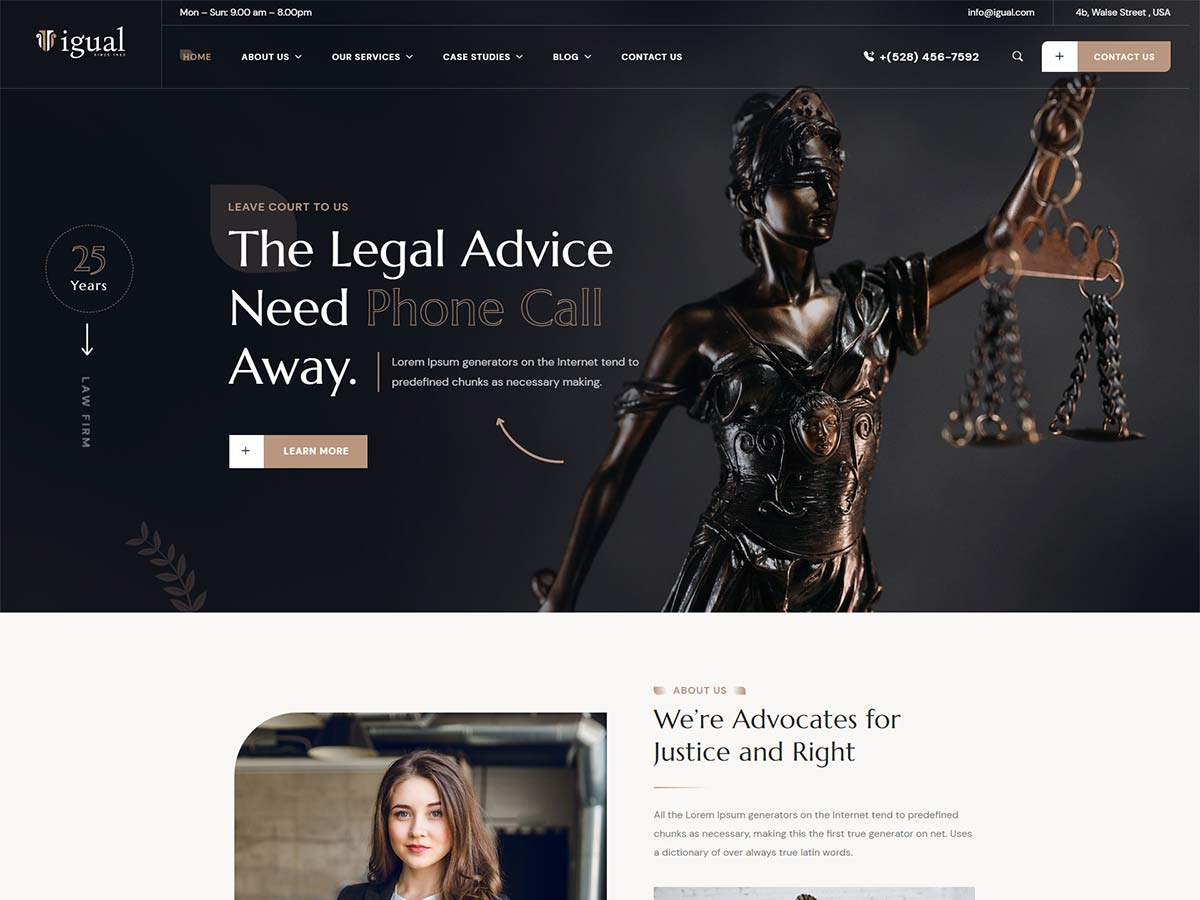 igual
SINCE 1923
Mon – Sun: 9.00 am – 8.00pm
info@igual.com
4b, Walse Street , USA
HOME
ABOUT US
OUR SERVICES
CASE STUDIES
BLOG
CONTACT US
+(528) 456-7592
+
CONTACT US
25
Years
LAW FIRM
LEAVE COURT TO US
The Legal Advice
Need Phone Call
Away.
Lorem Ipsum generators on the Internet tend to
predefined chunks as necessary making.
+
LEARN MORE
ABOUT US
We’re Advocates for
Justice and Right
All the Lorem Ipsum generators on the Internet tend to predefined
chunks as necessary, making this the first true generator on net. Uses
a dictionary of over always true latin words.